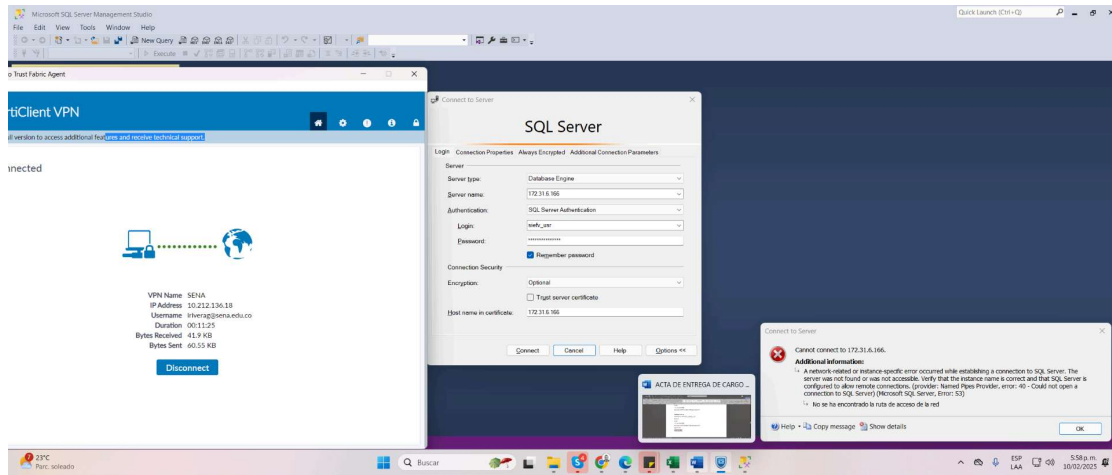 Microsoft SQL Server Management Studio
Quick Launch (Ctrl+Q)
File Edit View Tools Window Help
New Query
Execute
o Trust Fabric Agent
rtiClient VPN
ll version to access additional features and receive technical support.
nnected
VPN Name SENA
IP Address 10.212.136.18
Username lriverag@sena.edu.co
Duration 00:11:25
Bytes Received 41.9 KB
Bytes Sent 60.55 KB
Disconnect
Connect to Server
SQL Server
Login Connection Properties Always Encrypted Additional Connection Parameters
Server
Server type: Database Engine
Server name: 172.31.6.166
Authentication: SQL Server Authentication
Login: siefv_usr
Password: ***************
Remember password
Connection Security
Encryption: Optional
Trust server certificate
Host name in certificate: 172.31.6.166
Connect Cancel Help Options <<
ACTA DE ENTREGA DE CARGO ...
Connect to Server
Cannot connect to 172.31.6.166.
Additional information:
A network-related or instance-specific error occurred while establishing a connection to SQL Server. The
server was not found or was not accessible. Verify that the instance name is correct and that SQL Server is
configured to allow remote connections. (provider: Named Pipes Provider, error: 40 - Could not open a
connection to SQL Server) (Microsoft SQL Server, Error: 53)
No se ha encontrado la ruta de acceso de la red
Help Copy message Show details
OK
23°C
Parc. soleado
Buscar
ESP
LAA
5:58 p.m.
10/02/2025